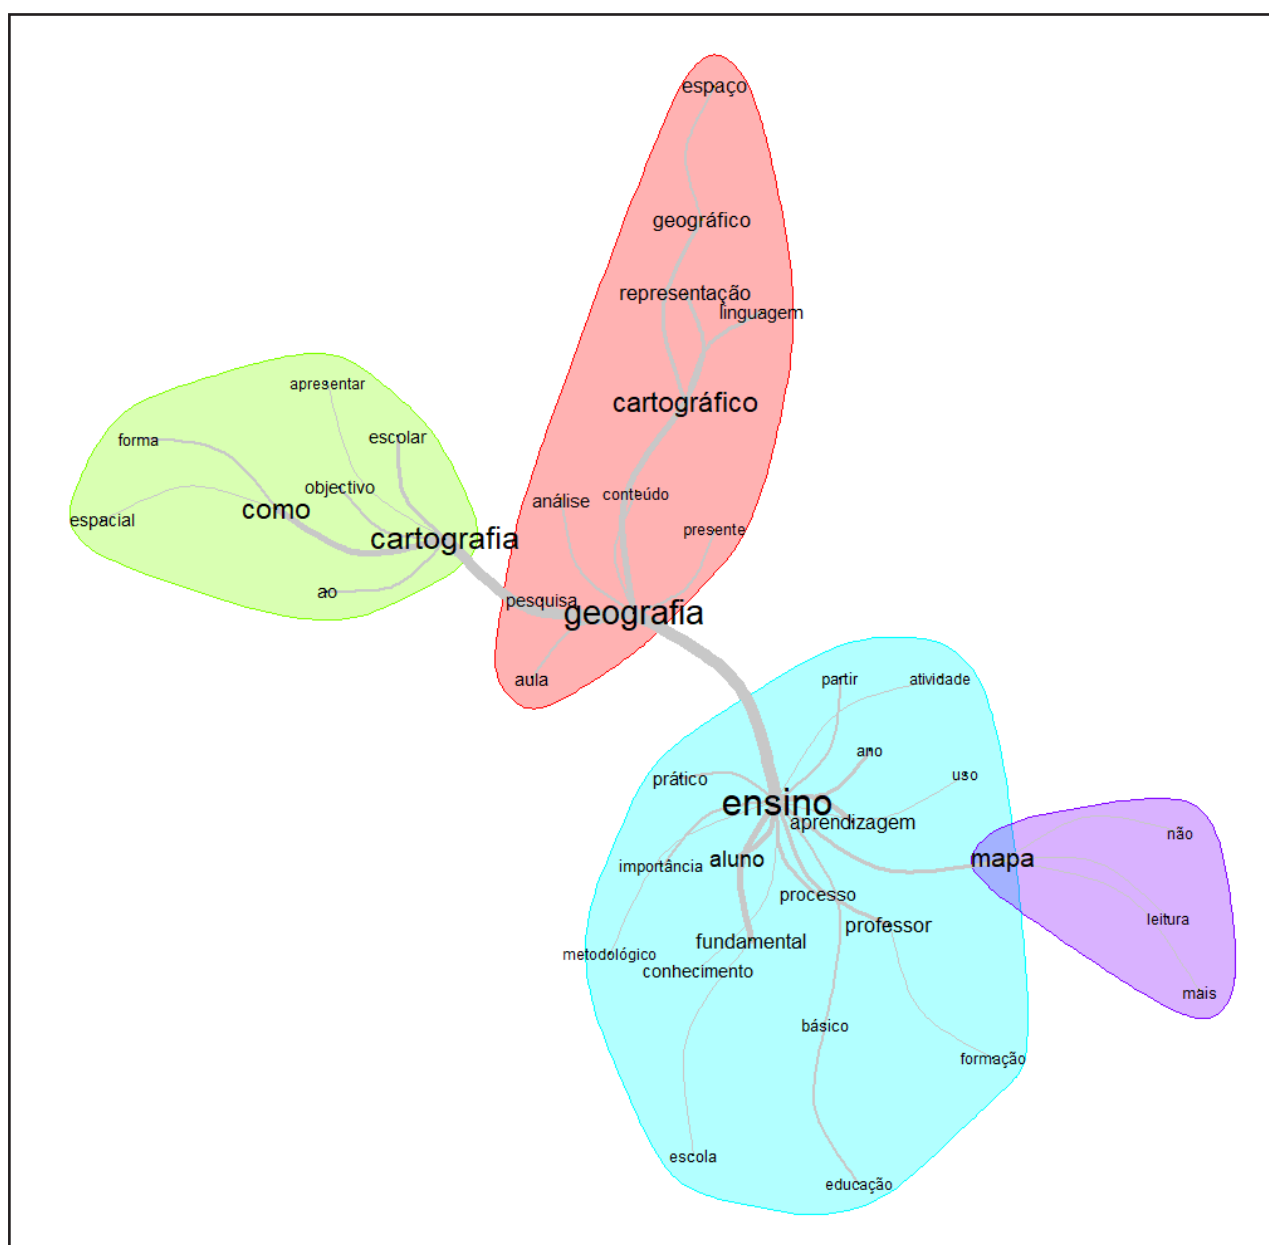 espaço
geográfico
representação
linguagem
apresentar
cartográfico
forma
escolar
objectivo
conteúdo
análise
como
espacial
presente
cartografia
ao
pesquisa
geografia
aula
partir
atividade
ano
prático
uso
ensino
aprendizagem
não
aluno
mapa
importância
processo
leitura
professor
fundamental
metodológico
conhecimento
mais
básico
formação
escola
educação